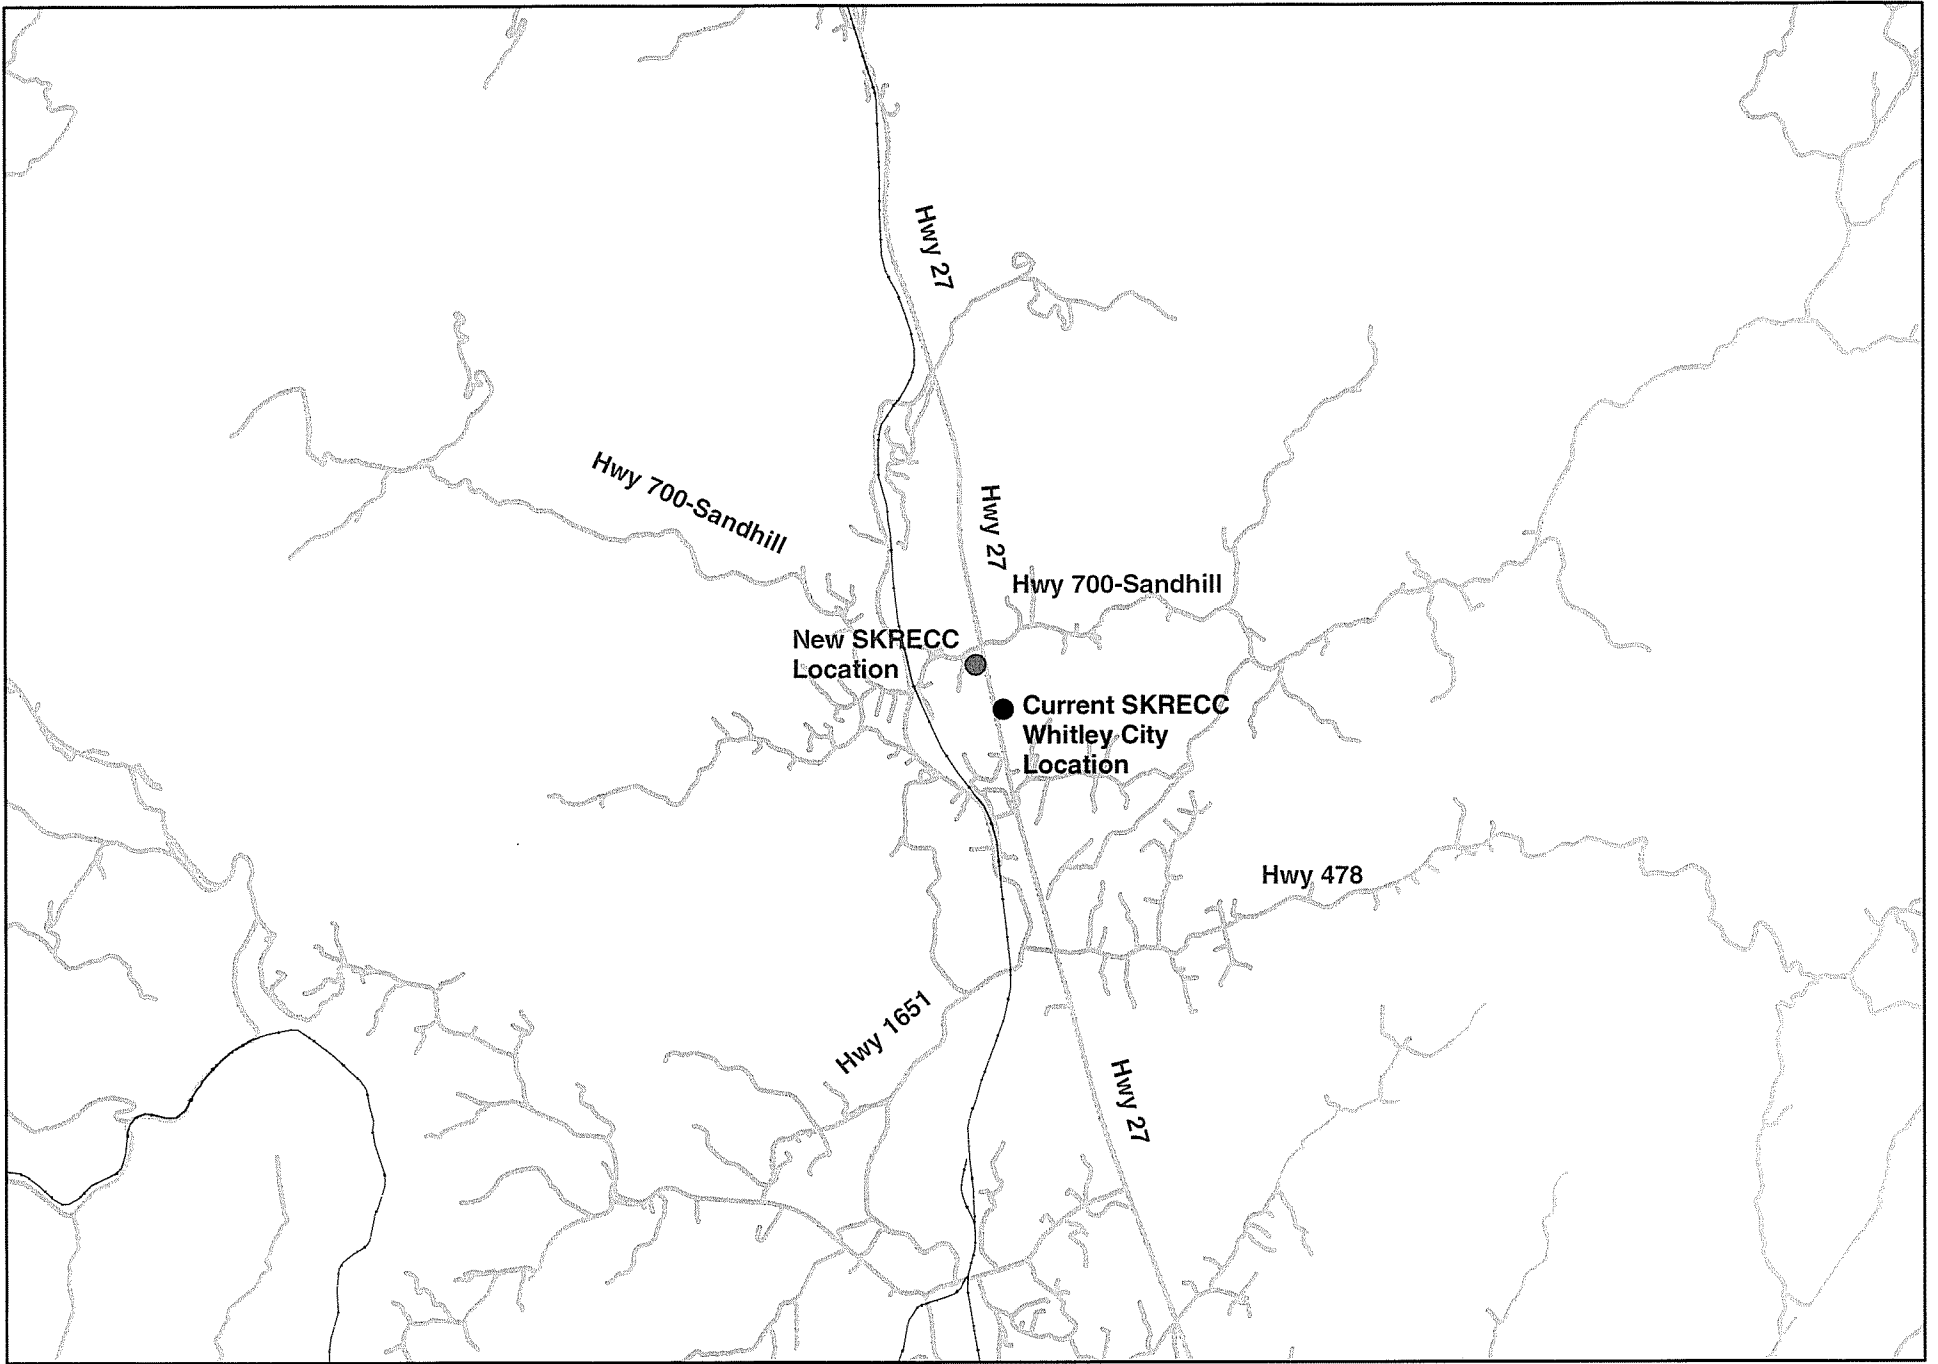 Hwy 27
Hwy 700-Sandhill
Hwy 27
Hwy 700-Sandhill
New SKRECC
Location
Current SKRECC
Whitley City
Location
Hwy 478
Hwy 1651
Hwy 27